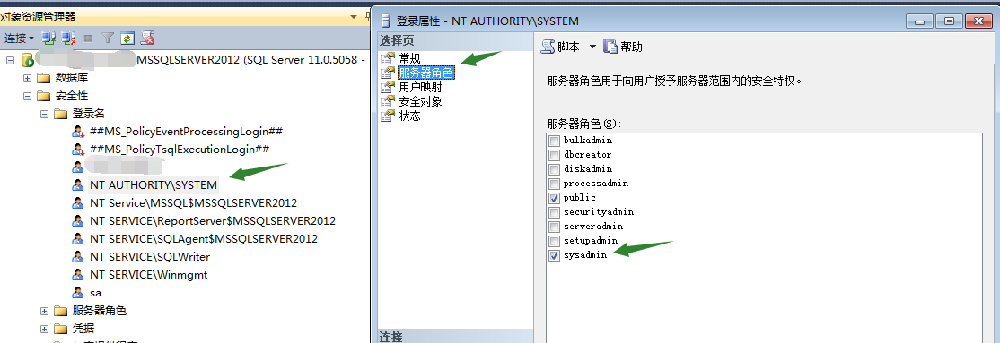 对象资源管理器
连接
\MSSQLSERVER2012 (SQL Server 11.0.5058 -
数据库
安全性
登录名
##MS_PolicyEventProcessingLogin##
##MS_PolicyTsqlExecutionLogin##
NT AUTHORITY\SYSTEM
NT Service\MSSQL$MSSQLSERVER2012
NT SERVICE\ReportServer$MSSQLSERVER2012
NT SERVICE\SQLAgent$MSSQLSERVER2012
NT SERVICE\SQLWriter
NT SERVICE\Winmgmt
sa
服务器角色
凭据
登录属性 - NT AUTHORITY\SYSTEM
选择页
常规
服务器角色
用户映射
安全对象
状态
连接
脚本
帮助
服务器角色用于向用户授予服务器范围内的安全特权。
服务器角色(S):
bulkadmin
dbcreator
diskadmin
processadmin
public
securityadmin
serveradmin
setupadmin
sysadmin